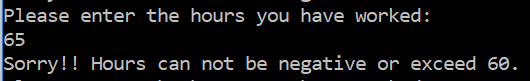 Please enter the hours you have worked:
65
Sorry!! Hours can not be negative or exceed 60.